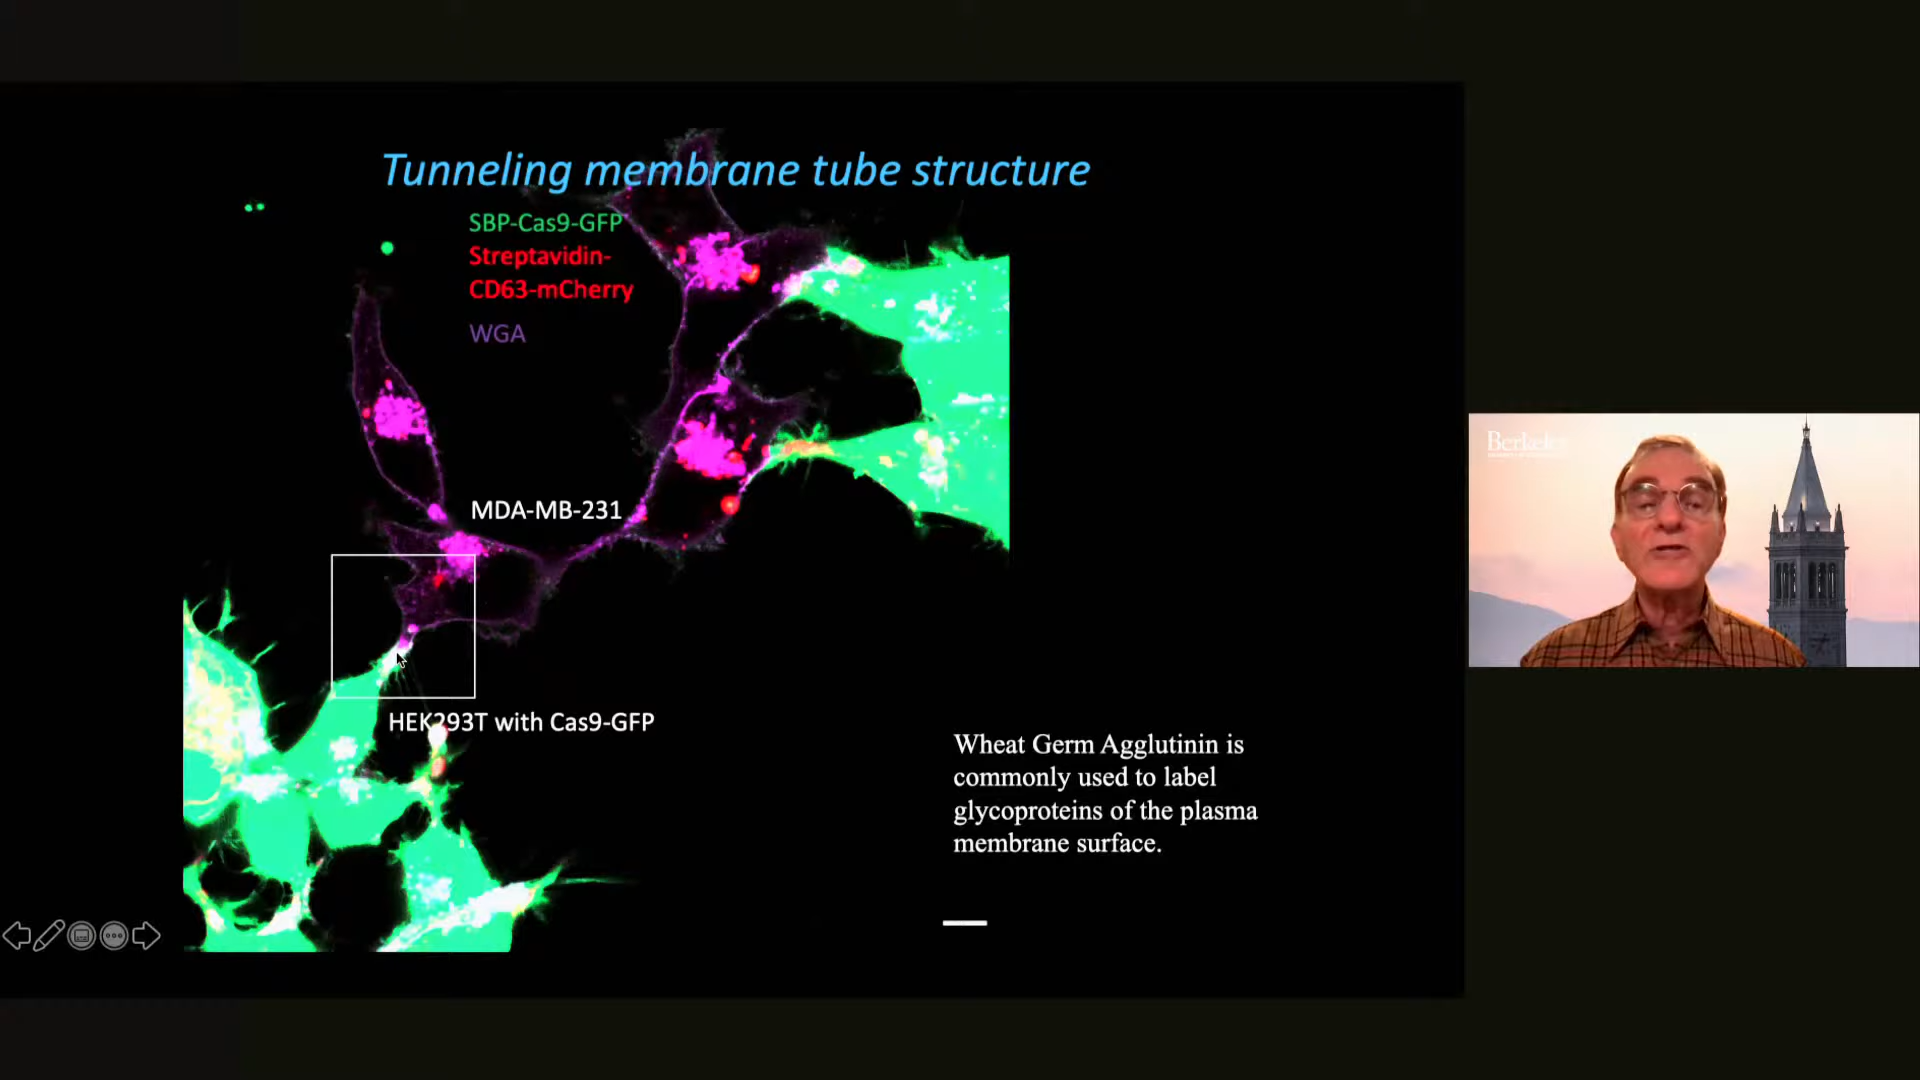 Tunneling membrane tube structure
SBP-Cas9-GFP
Streptavidin-
CD63-mCherry
WGA
MDA-MB-231
HEK293T with Cas9-GFP
Wheat Germ Agglutinin is
commonly used to label
glycoproteins of the plasma
membrane surface.
Berkeley